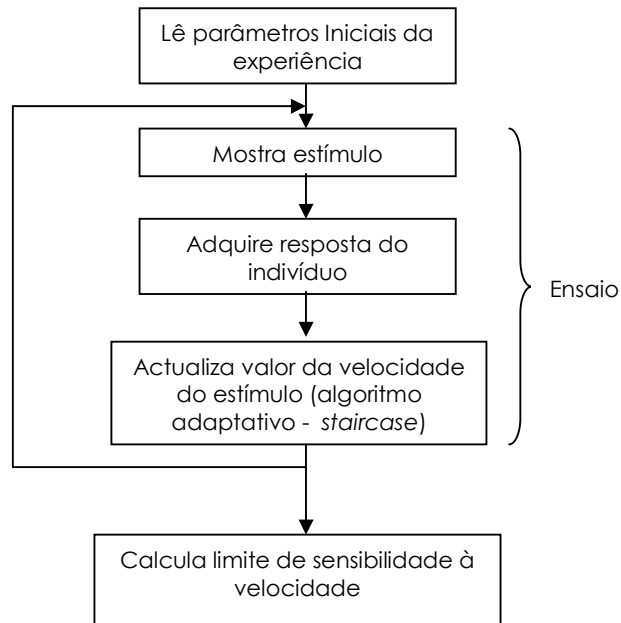 Lê parâmetros Iniciais da
experiência
Mostra estímulo
Adquire resposta do
indivíduo
Ensaio
Actualiza valor da velocidade
do estímulo (algoritmo
adaptativo - staircase)
Calcula limite de sensibilidade à
velocidade